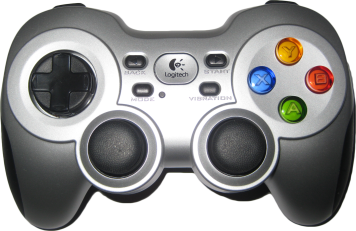 BACK
Logitech
START
MODE
VIBRATION
Y
X
B
A